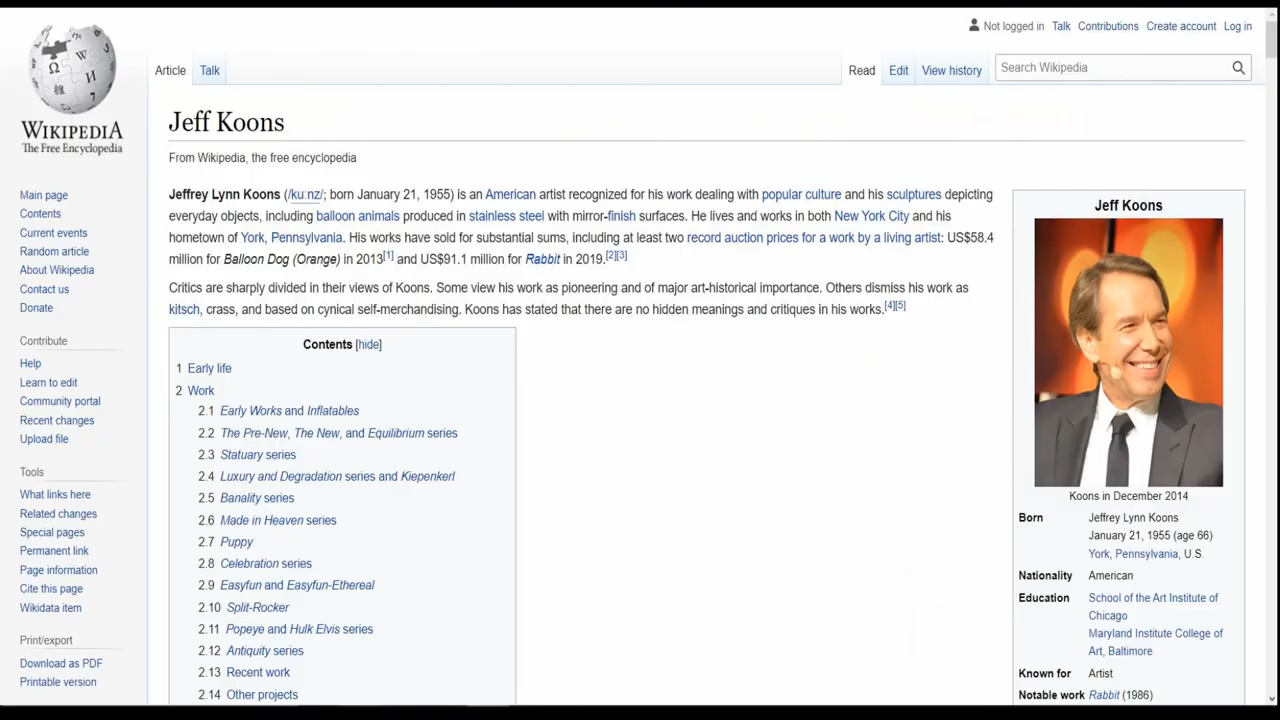 Not logged in Talk Contributions Create account Log in
Article Talk Read Edit View history Search Wikipedia
WIKIPEDIA
The Free Encyclopedia
Main page
Contents
Current events
Random article
About Wikipedia
Contact us
Donate
Contribute
Help
Learn to edit
Community portal
Recent changes
Upload file
Tools
What links here
Related changes
Special pages
Permanent link
Page information
Cite this page
Wikidata item
Print/export
Download as PDF
Printable version
Jeff Koons
From Wikipedia, the free encyclopedia
Jeffrey Lynn Koons (/kuːnz/; born January 21, 1955) is an American artist recognized for his work dealing with popular culture and his sculptures depicting
everyday objects, including balloon animals produced in stainless steel with mirror-finish surfaces. He lives and works in both New York City and his
hometown of York, Pennsylvania. His works have sold for substantial sums, including at least two record auction prices for a work by a living artist: US$58.4
million for Balloon Dog (Orange) in 2013[1] and US$91.1 million for Rabbit in 2019.[2][3]
Critics are sharply divided in their views of Koons. Some view his work as pioneering and of major art-historical importance. Others dismiss his work as
kitsch, crass, and based on cynical self-merchandising. Koons has stated that there are no hidden meanings and critiques in his works.[4][5]
Contents [hide]
1 Early life
2 Work
2.1 Early Works and Inflatables
2.2 The Pre-New, The New, and Equilibrium series
2.3 Statuary series
2.4 Luxury and Degradation series and Kiepenkerl
2.5 Banality series
2.6 Made in Heaven series
2.7 Puppy
2.8 Celebration series
2.9 Easyfun and Easyfun-Ethereal
2.10 Split-Rocker
2.11 Popeye and Hulk Elvis series
2.12 Antiquity series
2.13 Recent work
2.14 Other projects
Jeff Koons
Koons in December 2014
Born Jeffrey Lynn Koons
January 21, 1955 (age 66)
York, Pennsylvania, U.S.
Nationality American
Education School of the Art Institute of
Chicago
Maryland Institute College of
Art, Baltimore
Known for Artist
Notable work Rabbit (1986)